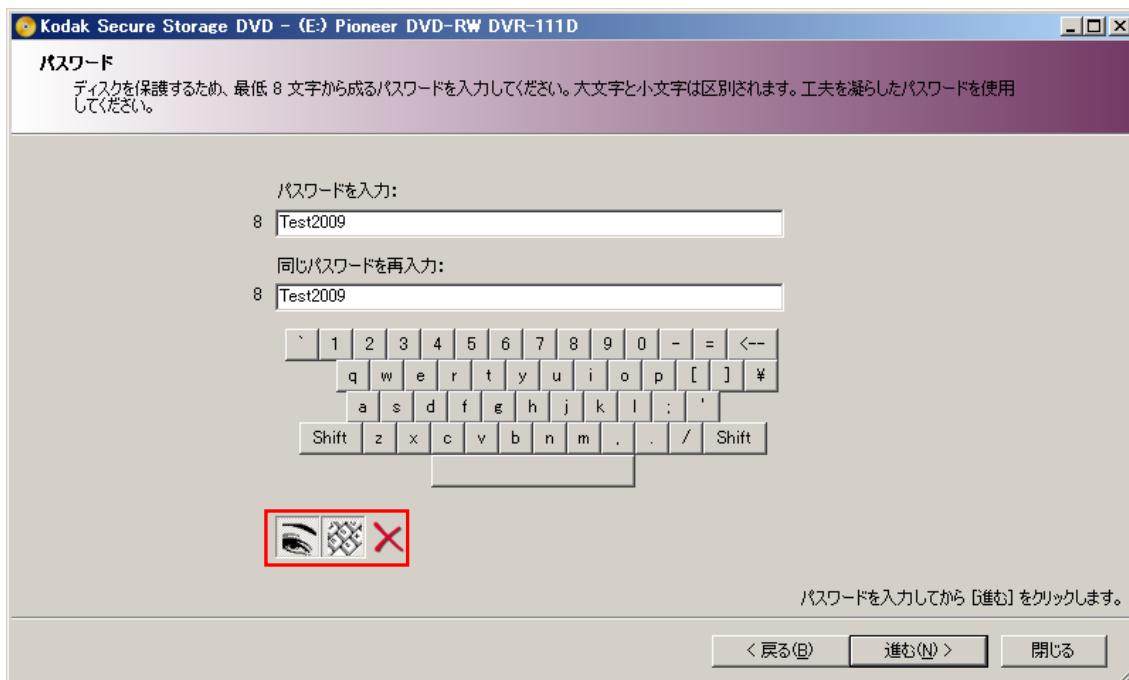 Kodak Secure Storage DVD - (E:) Pioneer DVD-RW DVR-111D
パスワード
ディスクを保護するため、最低 8 文字から成るパスワードを入力してください。大文字と小文字は区別されます。工夫を凝らしたパスワードを使用
してください。
パスワードを入力:
8 Test2009
同じパスワードを再入力:
8 Test2009
` 1 2 3 4 5 6 7 8 9 0 - = <--
q w e r t y u i o p [ ] ¥
a s d f g h j k l ; '
Shift z x c v b n m , . / Shift
パスワードを入力してから [進む] をクリックします。
< 戻る(B) 進む(N) > 閉じる